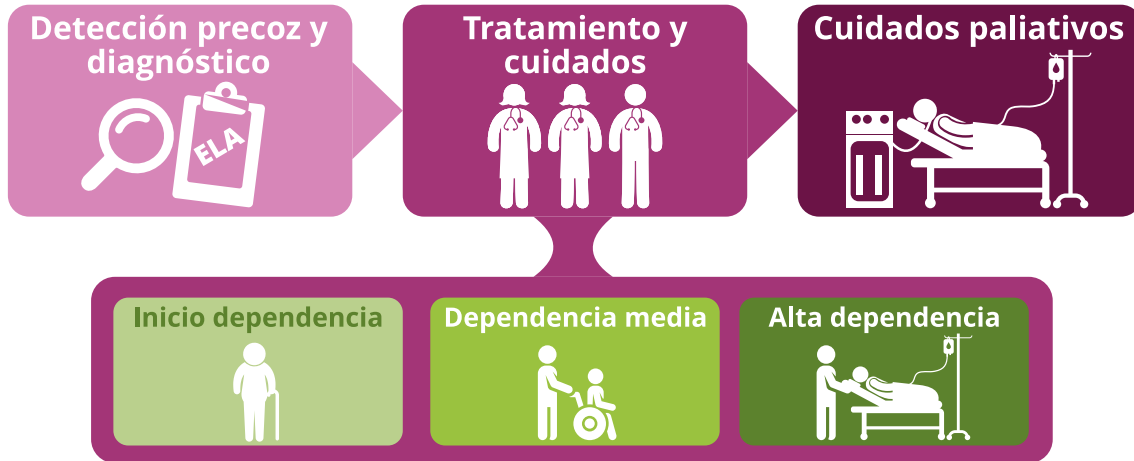 Detección precoz y
diagnóstico
ELA
Tratamiento y
cuidados
Cuidados paliativos
Inicio dependencia
Dependencia media
Alta dependencia